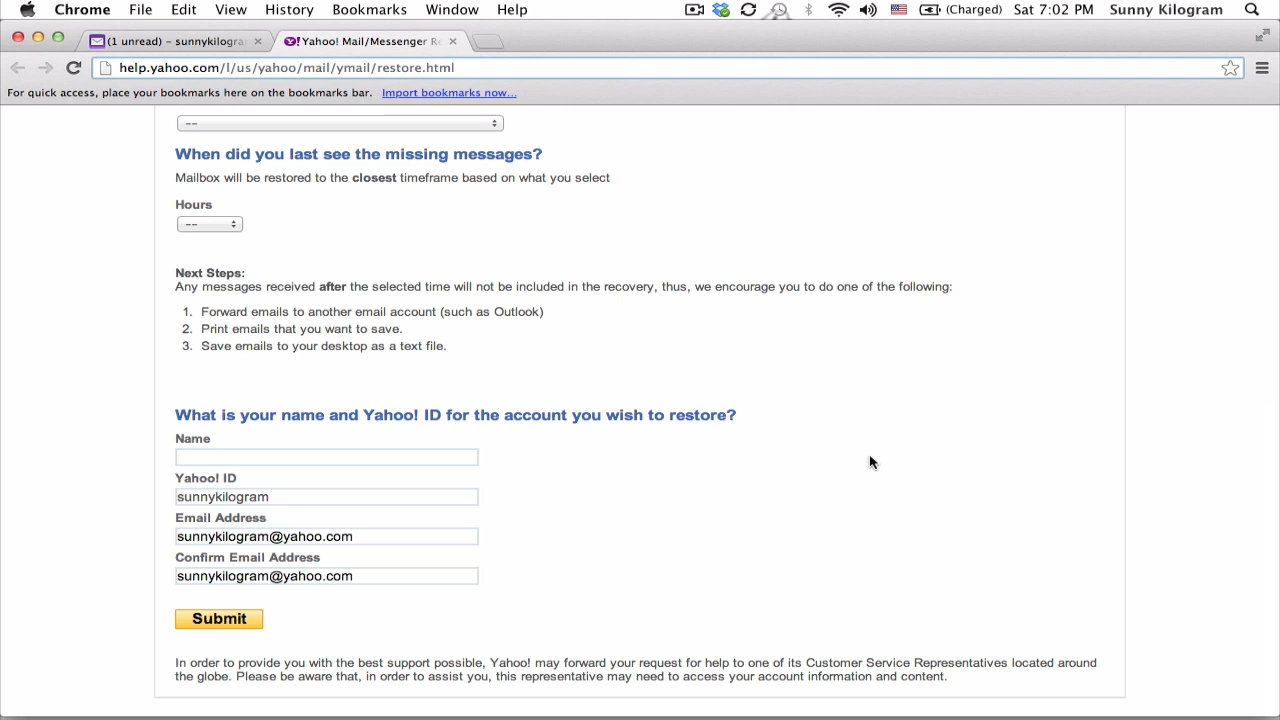 Chrome File Edit View History Bookmarks Window Help (Charged) Sat 7:02 PM Sunny Kilogram
(1 unread) – sunnykilogra Yahoo! Mail/Messenger Re
help.yahoo.com/l/us/yahoo/mail/ymail/restore.html
For quick access, place your bookmarks here on the bookmarks bar. Import bookmarks now...
--
When did you last see the missing messages?
Mailbox will be restored to the closest timeframe based on what you select
Hours
--
Next Steps:
Any messages received after the selected time will not be included in the recovery, thus, we encourage you to do one of the following:
1. Forward emails to another email account (such as Outlook)
2. Print emails that you want to save.
3. Save emails to your desktop as a text file.
What is your name and Yahoo! ID for the account you wish to restore?
Name
Yahoo! ID
sunnykilogram
Email Address
sunnykilogram@yahoo.com
Confirm Email Address
sunnykilogram@yahoo.com
Submit
In order to provide you with the best support possible, Yahoo! may forward your request for help to one of its Customer Service Representatives located around
the globe. Please be aware that, in order to assist you, this representative may need to access your account information and content.